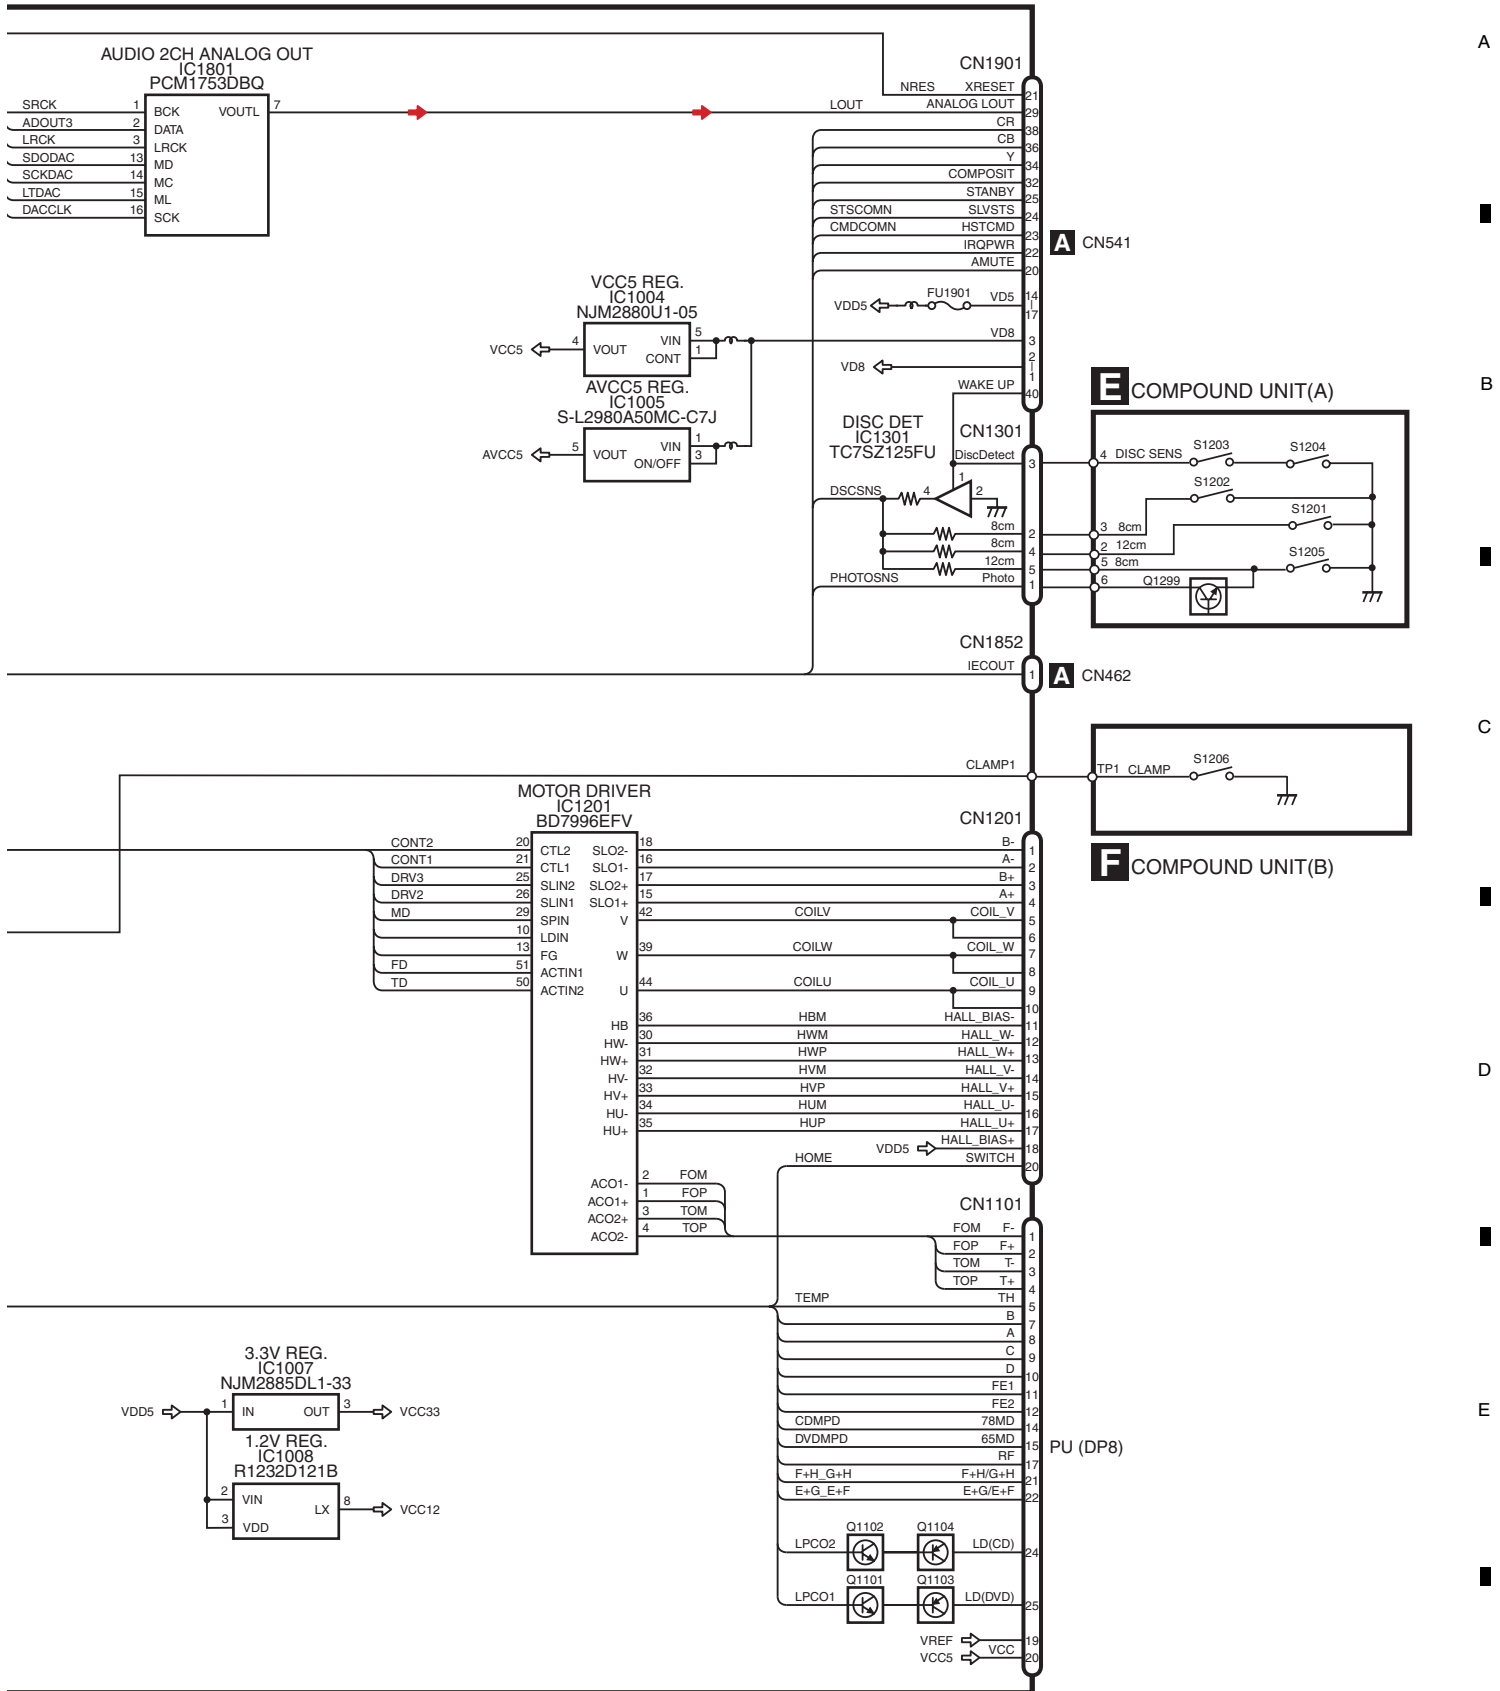 A
AUDIO 2CH ANALOG OUT
IC1801
PCM1753DBQ
SRCK 1 BCK VOUTL 7
ADOUT3 2 DATA
LRCK 3 LRCK
SDODAC 13 MD
SCKDAC 14 MC
LTDAC 15 ML
DACCLK 16 SCK
CN1901
NRES XRESET 21
LOUT ANALOG LOUT 29
CR 38
CB 36
Y 34
COMPOSIT 32
STANBY 25
STSCOMN SLVSTS 24
CMDCOMN HSTCMD 23
IRQPWR 22
AMUTE 20
A CN541
VDD5 FU1901 VD5 14
17
VD8 3
VD8 2
1
WAKE UP 40
VCC5 REG.
IC1004
NJM2880U1-05
VCC5 4 VOUT VIN 5
CONT 1
AVCC5 REG.
IC1005
S-L2980A50MC-C7J
AVCC5 5 VOUT VIN 1
ON/OFF 3
B
DISC DET
IC1301
TC7SZ125FU
CN1301
DiscDetect 3
DSCSNS 4 1 2
8cm 2
8cm 4
12cm 5
PHOTOSNS Photo 1
E COMPOUND UNIT(A)
4 DISC SENS S1203 S1204
S1202
S1201
3 8cm
2 12cm
5 8cm S1205
6 Q1299
CN1852
IECOUT 1
A CN462
C
CLAMP1
TP1 CLAMP S1206
F COMPOUND UNIT(B)
MOTOR DRIVER
IC1201
BD7996EFV
CN1201
CONT2 20 CTL2 SLO2- 18 B- 1
CONT1 21 CTL1 SLO1- 16 A- 2
DRV3 25 SLIN2 SLO2+ 17 B+ 3
DRV2 26 SLIN1 SLO1+ 15 A+ 4
MD 29 SPIN V 42 COILV COIL_V 5
10 LDIN 6
13 FG W 39 COILW COIL_W 7
FD 51 ACTIN1 8
TD 50 ACTIN2 U 44 COILU COIL_U 9
10
HB 36 HBM HALL_BIAS- 11
HW- 30 HWM HALL_W- 12
HW+ 31 HWP HALL_W+ 13
HV- 32 HVM HALL_V- 14
HV+ 33 HVP HALL_V+ 15
HU- 34 HUM HALL_U- 16
HU+ 35 HUP HALL_U+ 17
VDD5 HALL_BIAS+ 18
HOME SWITCH 20
D
ACO1- 2 FOM
ACO1+ 1 FOP
ACO2+ 3 TOM
ACO2- 4 TOP
CN1101
FOM F- 1
FOP F+ 2
TOM T- 3
TOP T+ 4
TEMP TH 5
B 7
A 8
C 9
D 10
FE1 11
FE2 12
CDMPD 78MD 14
DVDMPD 65MD 15
RF 17
F+H_G+H F+H/G+H 21
E+G_E+F E+G/E+F 22
PU (DP8)
E
3.3V REG.
IC1007
NJM2885DL1-33
VDD5 1 IN OUT 3 VCC33
1.2V REG.
IC1008
R1232D121B
2 VIN LX 8 VCC12
3 VDD
Q1102 Q1104
LPCO2 LD(CD) 24
Q1101 Q1103
LPCO1 LD(DVD) 25
VREF 19
VCC5 VCC 20